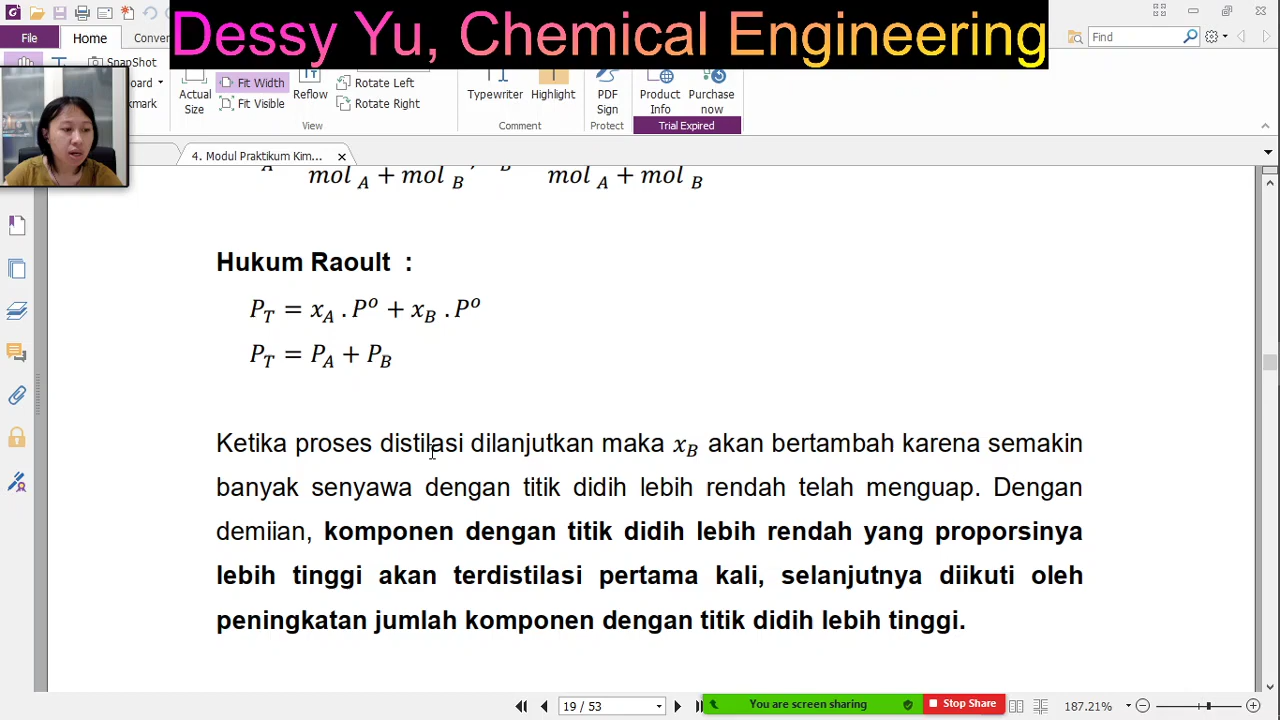 Dessy Yu, Chemical Engineering
File
Home
Conver
Find
SnapShot
oard
kmark
Actual
Size
Fit Width
Fit Visible
Reflow
Rotate Left
Rotate Right
View
Typewriter
Highlight
Comment
PDF
Sign
Protect
Product
Info
Purchase
now
Trial Expired
4. Modul Praktikum Kim...
A mol A + mol B , B mol A + mol B
Hukum Raoult :
P_T = x_A . P^o + x_B . P^o
P_T = P_A + P_B
Ketika proses distilasi dilanjutkan maka x_B akan bertambah karena semakin
banyak senyawa dengan titik didih lebih rendah telah menguap. Dengan
demiian, komponen dengan titik didih lebih rendah yang proporsinya
lebih tinggi akan terdistilasi pertama kali, selanjutnya diikuti oleh
peningkatan jumlah komponen dengan titik didih lebih tinggi.
19 / 53
You are screen sharing
Stop Share
187.21%